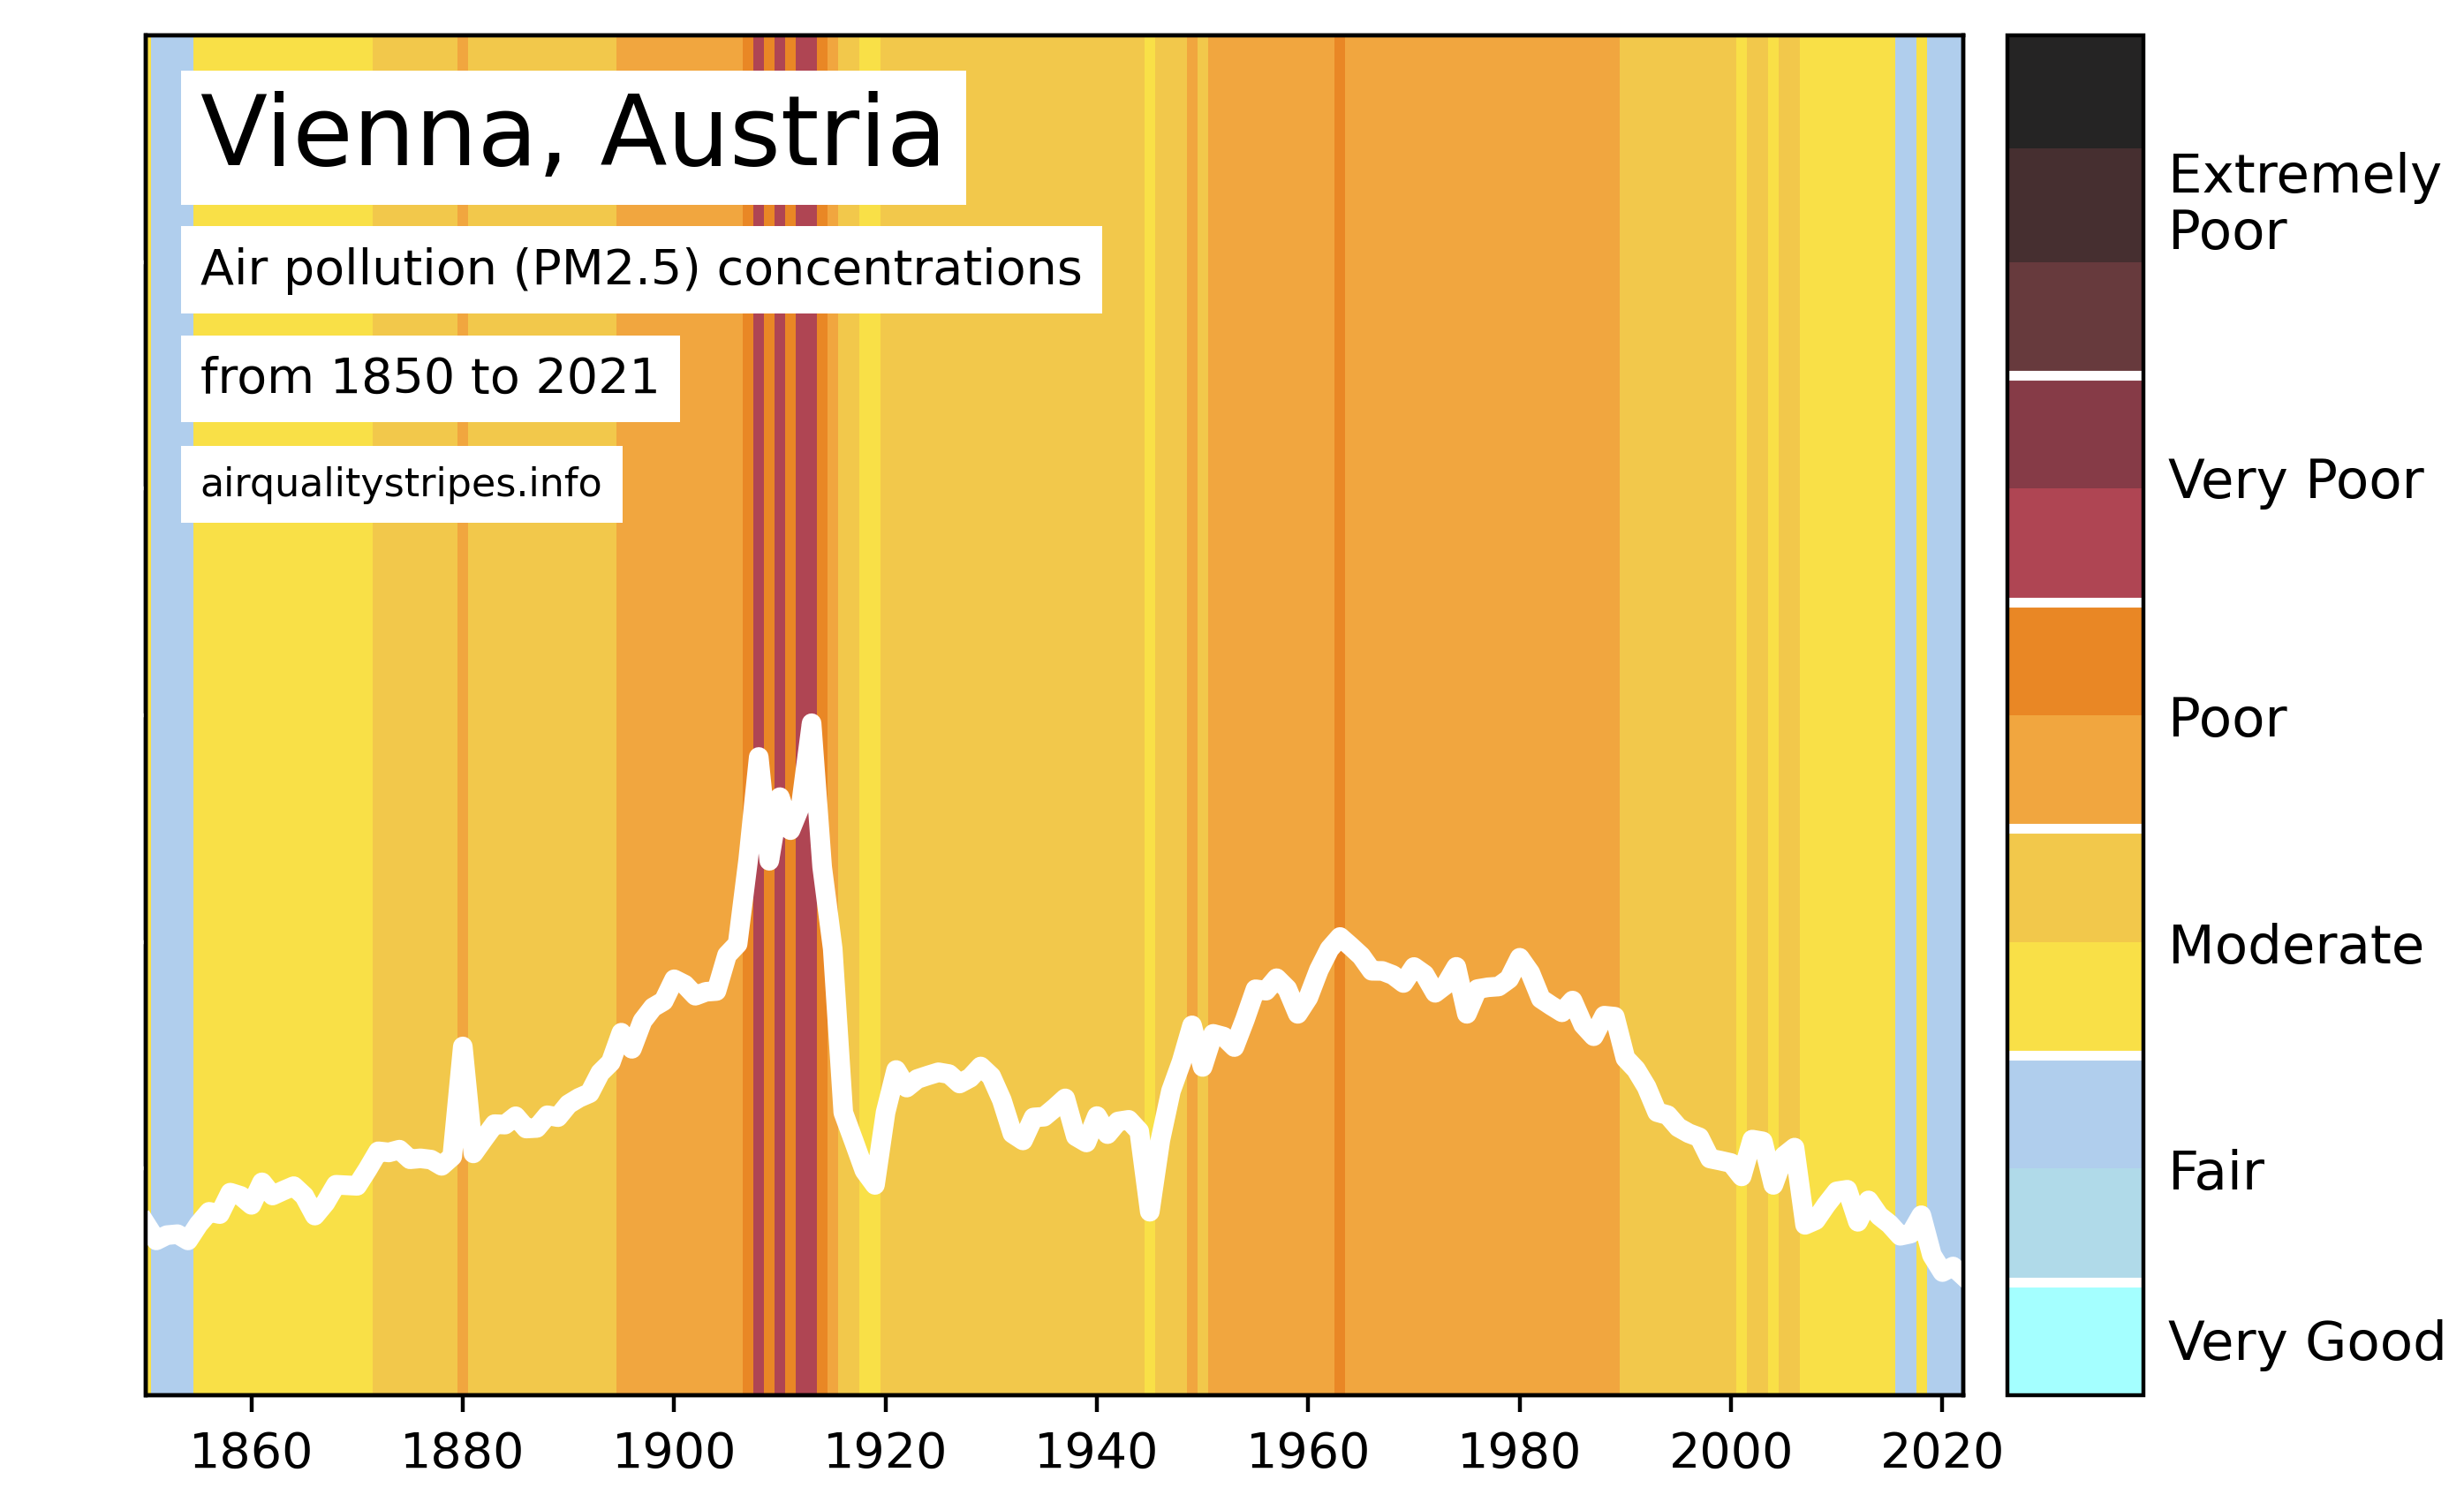 Vienna, Austria
Air pollution (PM2.5) concentrations
from 1850 to 2021
airqualitystripes.info
Extremely
Poor
Very Poor
Poor
Moderate
Fair
Very Good
1860 1880 1900 1920 1940 1960 1980 2000 2020